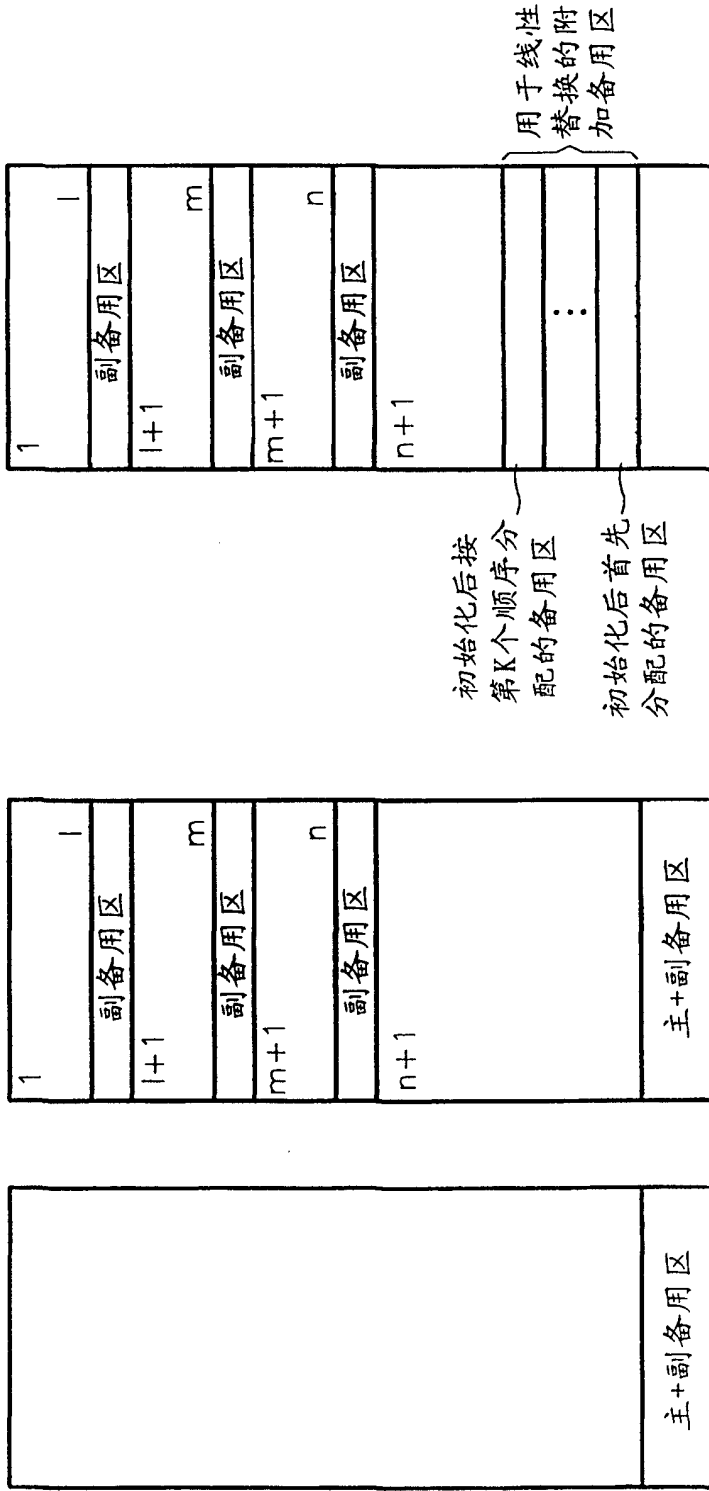 主+副备用区
1
l
副备用区
l+1
m
副备用区
m+1
n
副备用区
n+1
主+副备用区
初始化后按
第K个顺序分
配的备用区
初始化后首先
分配的备用区
1
l
副备用区
l+1
m
副备用区
m+1
n
副备用区
n+1
…
用于线性
替换的附
加备用区